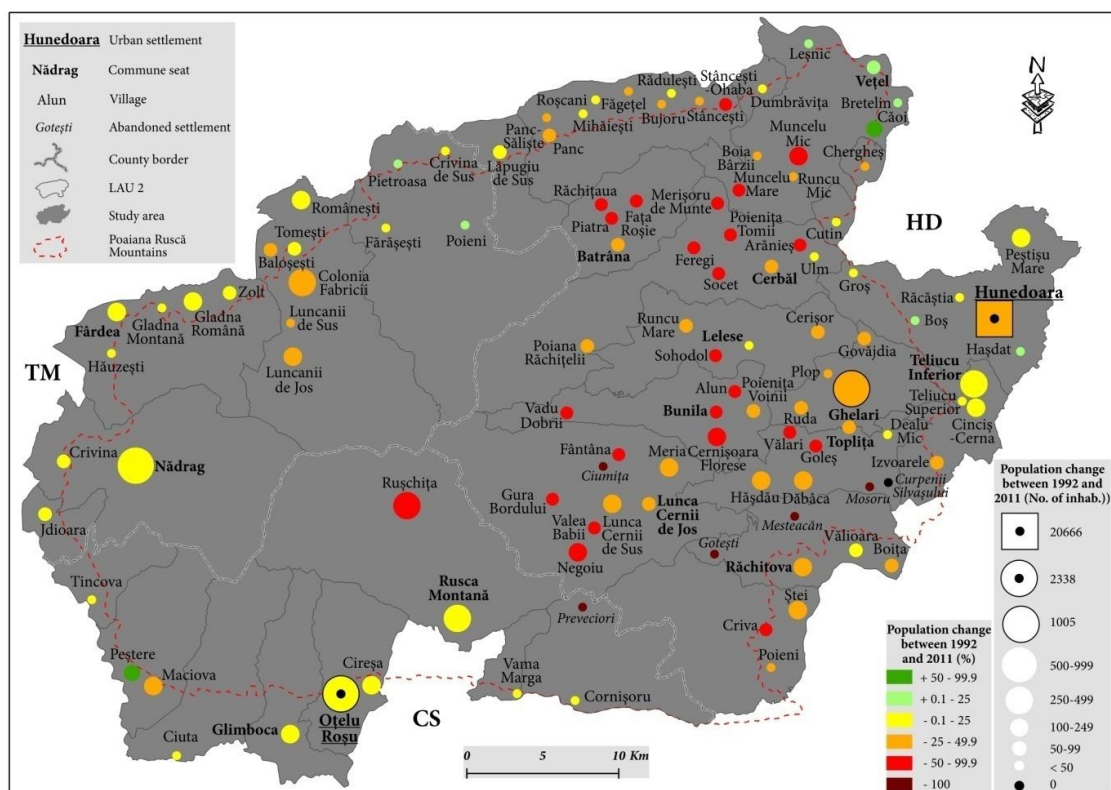 Hunedoara Urban settlement
Nădrag Commune seat
Alun Village
Gotești Abandoned settlement
County border
LAU 2
Study area
Poaiana Ruscă
Mountains
N
Leșnic
Vețel
Bretelin
Căoi
Stâncești
-Ohaba
Rădulești
Dumbrăvița
Roșcani
Făgețel
Bujoru
Stâncești
Mihăiești
Panc-
Săliște
Panc
Muncelu
Mic
Boia
Bârzii
Chergheș
Crivina
de Sus
Lăpugiu
de Sus
Pietroasa
Muncelu
Mare
Runcu
Mic
Răchițaua
Merișoru
de Munte
Românești
Piatra
Fața
Roșie
Poienița
Tomii
HD
Tomești
Fărășești
Poieni
Arănieș
Cutin
Peștișu
Mare
Baloșești
Batrâna
Feregi
Cerbăl
Ulm
Colonia
Fabricii
Socet
Groș
Hunedoara
Zolt
Răcăștia
Fârdea
Gladna
Montană
Gladna
Română
Luncanii
de Sus
Runcu
Mare
Lelese
Cerișor
Boș
Hașdat
Hăuzești
Poiana
Răchițelii
Sohodol
Govăjdia
Luncanii
de Jos
TM
Plop
Teliucu
Inferior
Alun
Poienița
Voinii
Ghelari
Teliucu
Superior
Vadu
Dobrii
Bunila
Ruda
Toplița
Dealu
Mic
Cinciș
-Cerna
Crivina
Nădrag
Fântâna
Meria
Cernișoara
Florese
Vălari
Goleș
Izvoarele
Ciumița
Rușchița
Hășdău
Dăbâca
Mosoru
Curpenii
Silvașului
Gura
Bordului
Lunca
Cernii
de Jos
Jdioara
Valea
Babii
Lunca
Cernii
de Sus
Mesteacăn
Gotești
Vălioara
Negoiu
Răchitova
Boița
Tincova
Rusca
Montană
Ștei
Preveciori
Criva
Peștere
Maciova
Cireșa
Vama
Marga
Poieni
Cornișoru
Oțelu
Roșu
CS
Glimboca
Ciuta
0 5 10 Km
Population change
between 1992
and 2011 (%)
+ 50 - 99.9
+ 0.1 - 25
- 0.1 - 25
- 25 - 49.9
- 50 - 99.9
- 100
Population change
between 1992 and
2011 (No. of inhab.))
20666
2338
1005
500-999
250-499
100-249
50-99
< 50
0